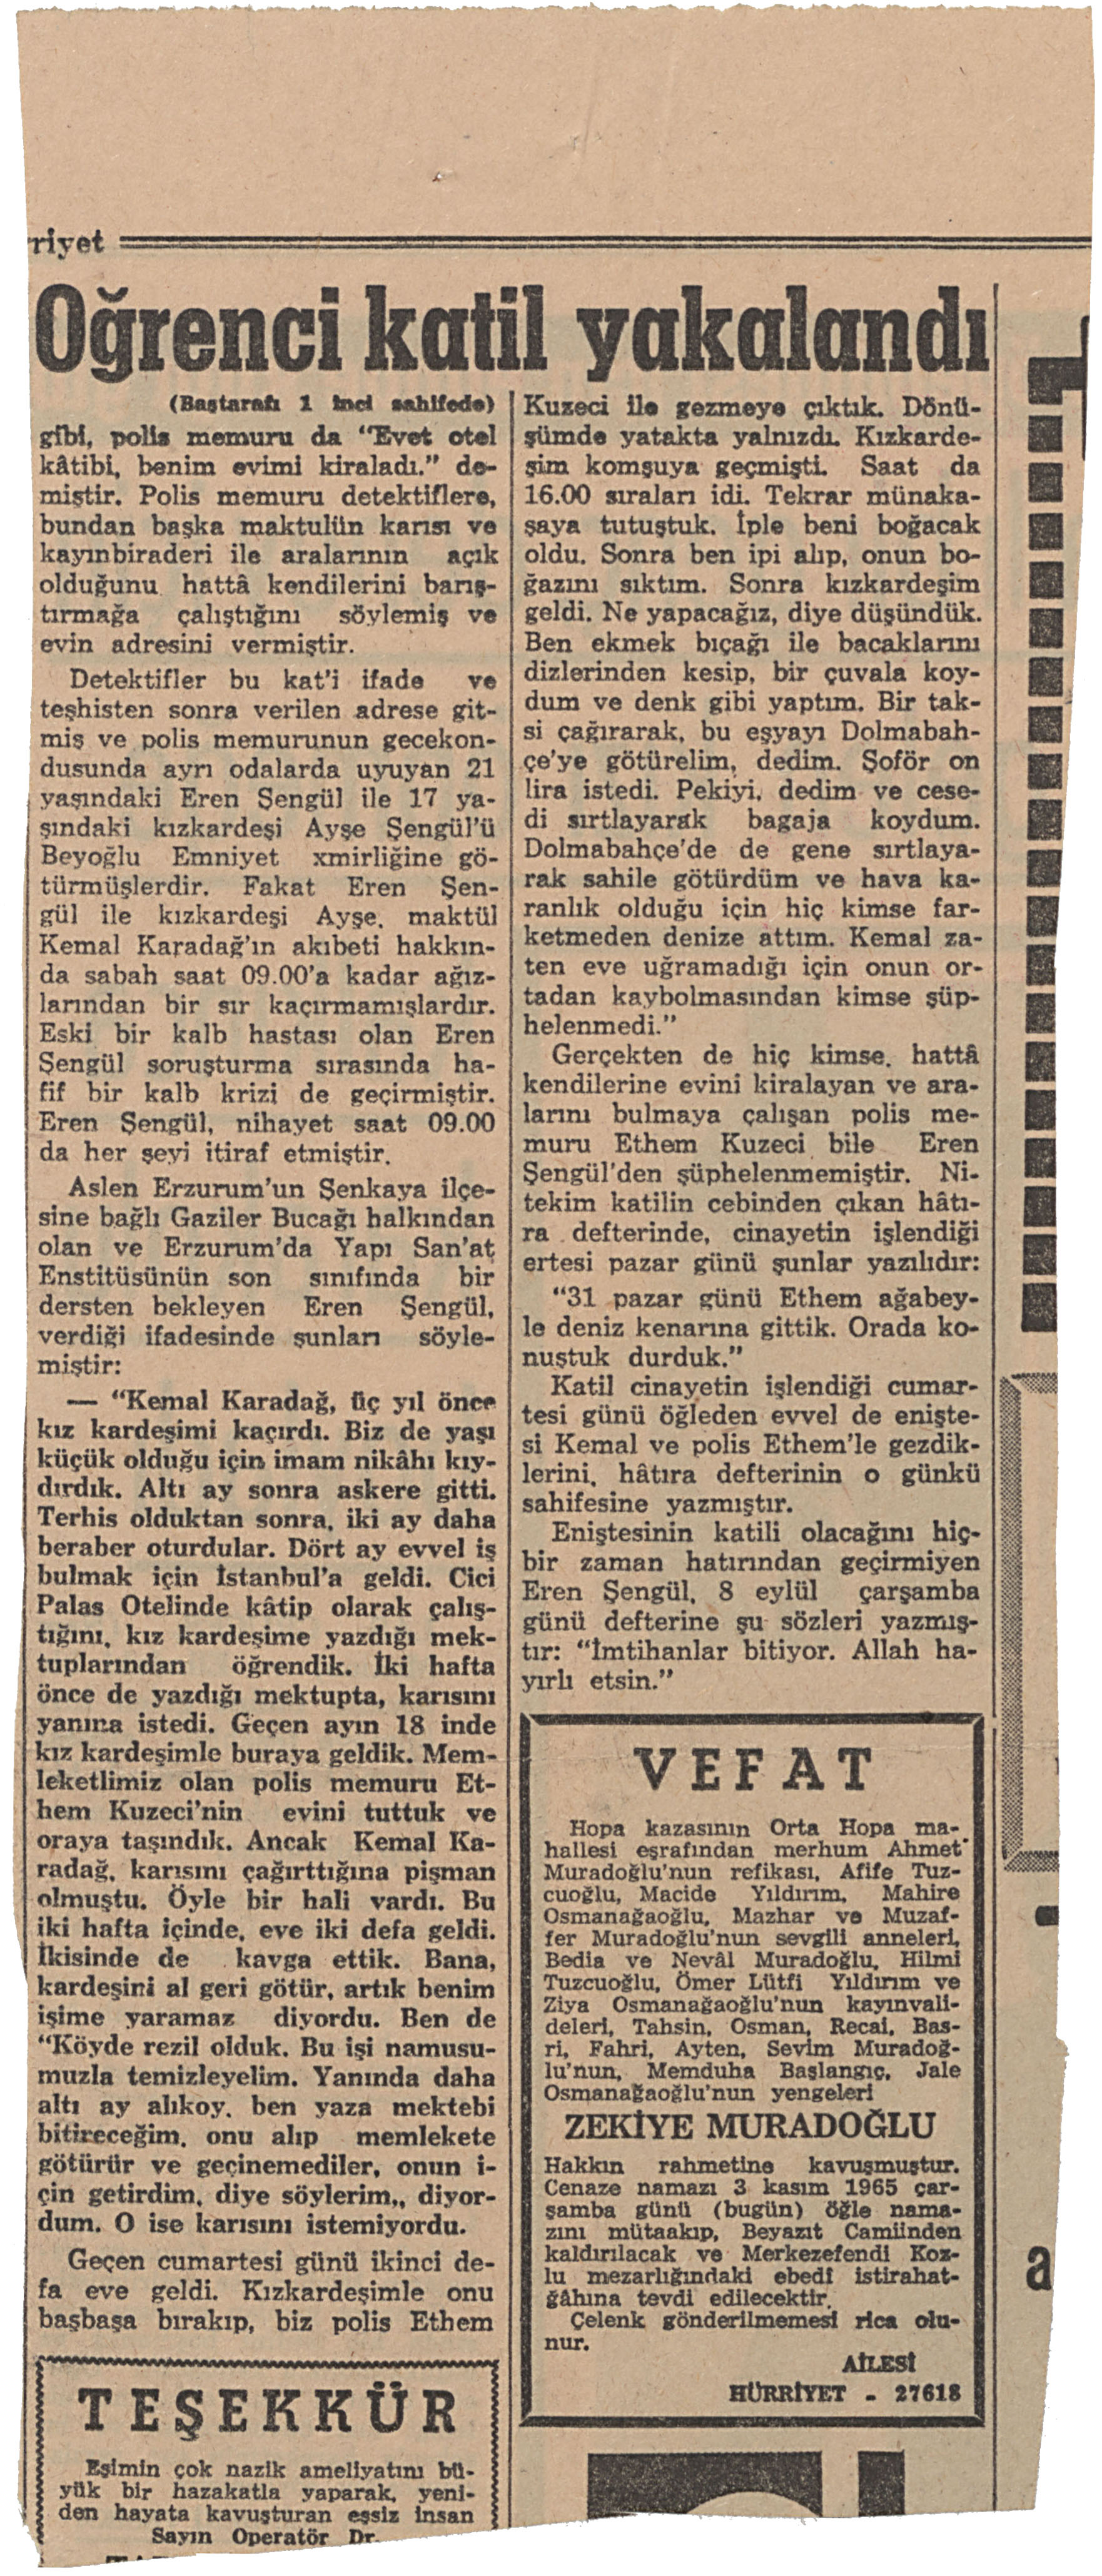 rriyet
Öğrenci katil yakalandı
(Baştarafı 1 inci sahifede)
gibi, polis memuru da “Evet otel
kâtibi, benim evimi kiraladı.” de-
miştir. Polis memuru detektiflere,
bundan başka maktulün karısı ve
kayınbiraderi ile aralarının açık
olduğunu hattâ kendilerini barış-
tırmağa çalıştığını söylemiş ve
evin adresini vermiştir.
Detektifler bu kat'i ifade ve
teşhisten sonra verilen adrese git-
miş ve polis memurunun gecekon-
dusunda ayrı odalarda uyuyan 21
yaşındaki Eren Şengül ile 17 ya-
şındaki kızkardeşi Ayşe Şengül'ü
Beyoğlu Emniyet xmirliğine gö-
türmüşlerdir. Fakat Eren Şen-
gül ile kızkardeşi Ayşe, maktül
Kemal Karadağ'ın akıbeti hakkın-
da sabah saat 09.00'a kadar ağız-
larından bir sır kaçırmamışlardır.
Eski bir kalb hastası olan Eren
Şengül soruşturma sırasında ha-
fif bir kalb krizi de geçirmiştir.
Eren Şengül, nihayet saat 09.00
da her şeyi itiraf etmiştir.
Aslen Erzurum'un Şenkaya ilçe-
sine bağlı Gaziler Bucağı halkından
olan ve Erzurum'da Yapı San'at
Enstitüsünün son sınıfında bir
dersten bekleyen Eren Şengül,
verdiği ifadesinde şunları söyle-
miştir:
— “Kemal Karadağ, üç yıl önce
kız kardeşimi kaçırdı. Biz de yaşı
küçük olduğu için imam nikâhı kıy-
dırdık. Altı ay sonra askere gitti.
Terhis olduktan sonra, iki ay daha
beraber oturdular. Dört ay evvel iş
bulmak için İstanbul'a geldi. Cici
Palas Otelinde kâtip olarak çalış-
tığını, kız kardeşime yazdığı mek-
tuplarından öğrendik. İki hafta
önce de yazdığı mektupta, karısını
yanına istedi. Geçen ayın 18 inde
kız kardeşimle buraya geldik. Mem-
leketlimiz olan polis memuru Et-
hem Kuzeci'nin evini tuttuk ve
oraya taşındık. Ancak Kemal Ka-
radağ, karısını çağırttığına pişman
olmuştu. Öyle bir hali vardı. Bu
iki hafta içinde, eve iki defa geldi.
İkisinde de kavga ettik. Bana,
kardeşini al geri götür, artık benim
işime yaramaz diyordu. Ben de
“Köyde rezil olduk. Bu işi namusu-
muzla temizleyelim. Yanında daha
altı ay alıkoy, ben yaza mektebi
bitireceğim, onu alıp memlekete
götürür ve geçinemediler, onun i-
çin getirdim, diye söylerim,, diyor-
dum. O ise karısını istemiyordu.
Geçen cumartesi günü ikinci de-
fa eve geldi. Kızkardeşimle onu
başbaşa bırakıp, biz polis Ethem
TEŞEKKÜR
Eşimin çok nazik ameliyatını bü-
yük bir hazakatla yaparak, yeni-
den hayata kavuşturan eşsiz insan
Sayın Operatör Dr.
Kuzeci ile gezmeye çıktık. Dönü-
şümde yatakta yalnızdı. Kızkarde-
şim komşuya geçmişti. Saat da
16.00 sıraları idi. Tekrar münaka-
şaya tutuştuk. İple beni boğacak
oldu. Sonra ben ipi alıp, onun bo-
ğazını sıktım. Sonra kızkardeşim
geldi. Ne yapacağız, diye düşündük.
Ben ekmek bıçağı ile bacaklarını
dizlerinden kesip, bir çuvala koy-
dum ve denk gibi yaptım. Bir tak-
si çağırarak, bu eşyayı Dolmabah-
çe'ye götürelim, dedim. Şoför on
lira istedi. Pekiyi, dedim ve cese-
di sırtlayarak bagaja koydum.
Dolmabahçe'de de gene sırtlaya-
rak sahile götürdüm ve hava ka-
ranlık olduğu için hiç kimse far-
ketmeden denize attım. Kemal za-
ten eve uğramadığı için onun or-
tadan kaybolmasından kimse şüp-
helenmedi.”
Gerçekten de hiç kimse, hattâ
kendilerine evini kiralayan ve ara-
larını bulmaya çalışan polis me-
muru Ethem Kuzeci bile Eren
Şengül'den şüphelenmemiştir. Ni-
tekim katilin cebinden çıkan hâtı-
ra defterinde, cinayetin işlendiği
ertesi pazar günü şunlar yazılıdır:
“31 pazar günü Ethem ağabey-
le deniz kenarına gittik. Orada ko-
nuştuk durduk.”
Katil cinayetin işlendiği cumar-
tesi günü öğleden evvel de enişte-
si Kemal ve polis Ethem'le gezdik-
lerini, hâtıra defterinin o günkü
sahifesine yazmıştır.
Eniştesinin katili olacağını hiç-
bir zaman hatırından geçirmiyen
Eren Şengül, 8 eylül çarşamba
günü defterine şu sözleri yazmış-
tır: “İmtihanlar bitiyor. Allah ha-
yırlı etsin.”
VEFAT
Hopa kazasının Orta Hopa ma-
hallesi eşrafından merhum Ahmet
Muradoğlu'nun refikası, Afife Tuz-
cuoğlu, Macide Yıldırım, Mahire
Osmanağaoğlu, Mazhar ve Muzaf-
fer Muradoğlu'nun sevgili anneleri,
Bedia ve Nevâl Muradoğlu, Hilmi
Tuzcuoğlu, Ömer Lütfi Yıldırım ve
Ziya Osmanağaoğlu'nun kayınvali-
deleri, Tahsin, Osman, Recai, Bas-
ri, Fahri, Ayten, Sevim Muradoğ-
lu'nun, Memduha Başlangıç, Jale
Osmanağaoğlu'nun yengeleri
ZEKİYE MURADOĞLU
Hakkın rahmetine kavuşmuştur.
Cenaze namazı 3 kasım 1965 çar-
şamba günü (bugün) öğle nama-
zını mütaakıp, Beyazıt Camiinden
kaldırılacak ve Merkezefendi Koz-
lu mezarlığındaki ebedî istirahat-
gâhına tevdi edilecektir.
Çelenk gönderilmemesi rica olu-
nur.
AİLESİ
HÜRRİYET - 27618
a